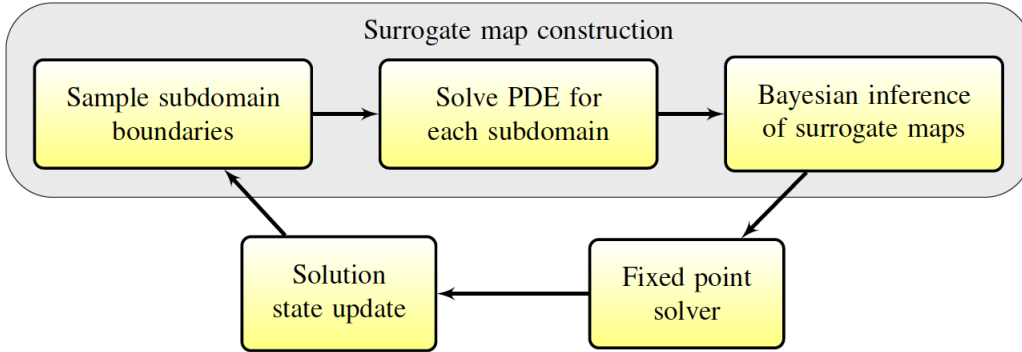 Surrogate map construction
Sample subdomain
boundaries
Solve PDE for
each subdomain
Bayesian inference
of surrogate maps
Solution
state update
Fixed point
solver